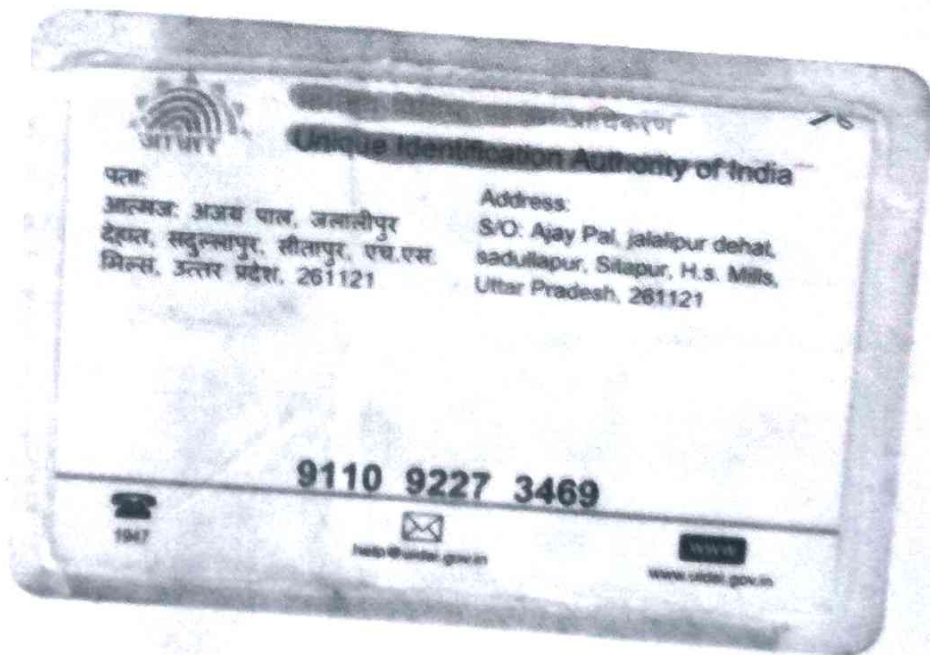 आधार
प्राधिकरण
Unique Identification Authority of India
पता:
आत्मज: अजय पाल, जलालीपुर
देहात, सदुल्लापुर, सीतापुर, एच.एस.
मिल्स, उत्तर प्रदेश, 261121
Address:
S/O: Ajay Pal, jalalipur dehat,
sadullapur, Sitapur, H.s. Mills,
Uttar Pradesh, 261121
9110 9227 3469
1947
help@uidai.gov.in
www
www.uidai.gov.in